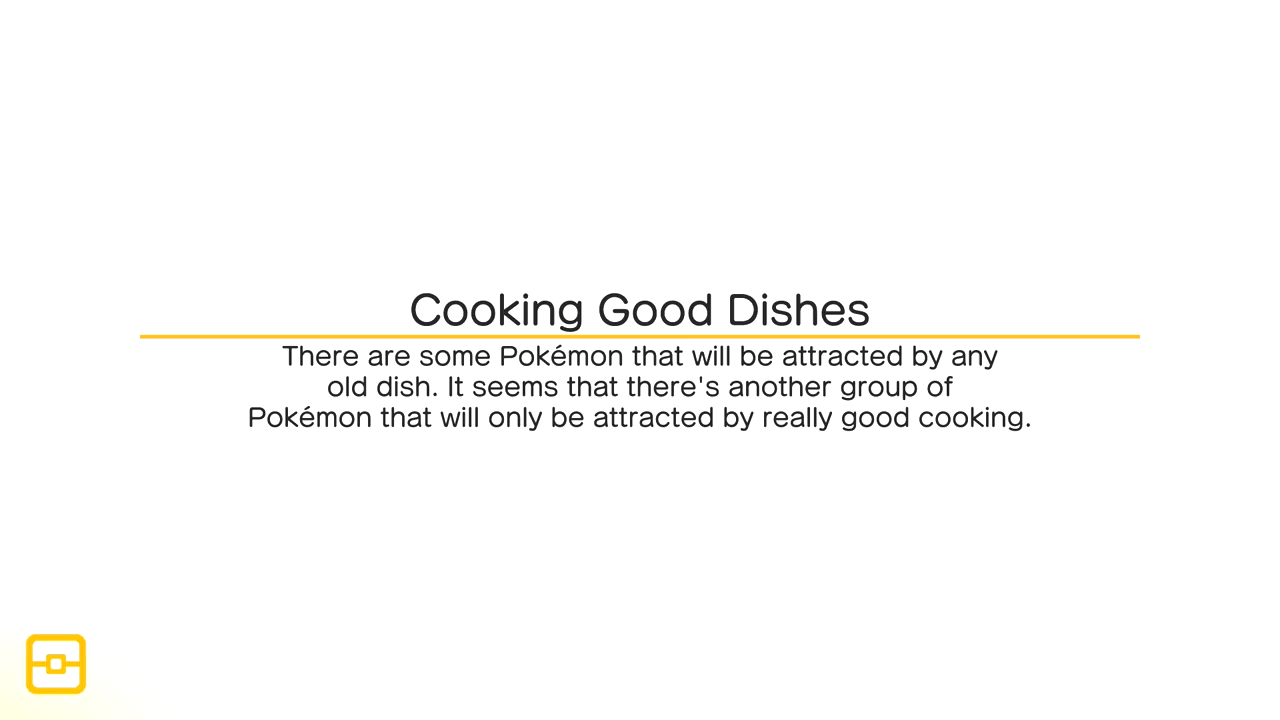 Cooking Good Dishes
There are some Pokémon that will be attracted by any
old dish. It seems that there's another group of
Pokémon that will only be attracted by really good cooking.